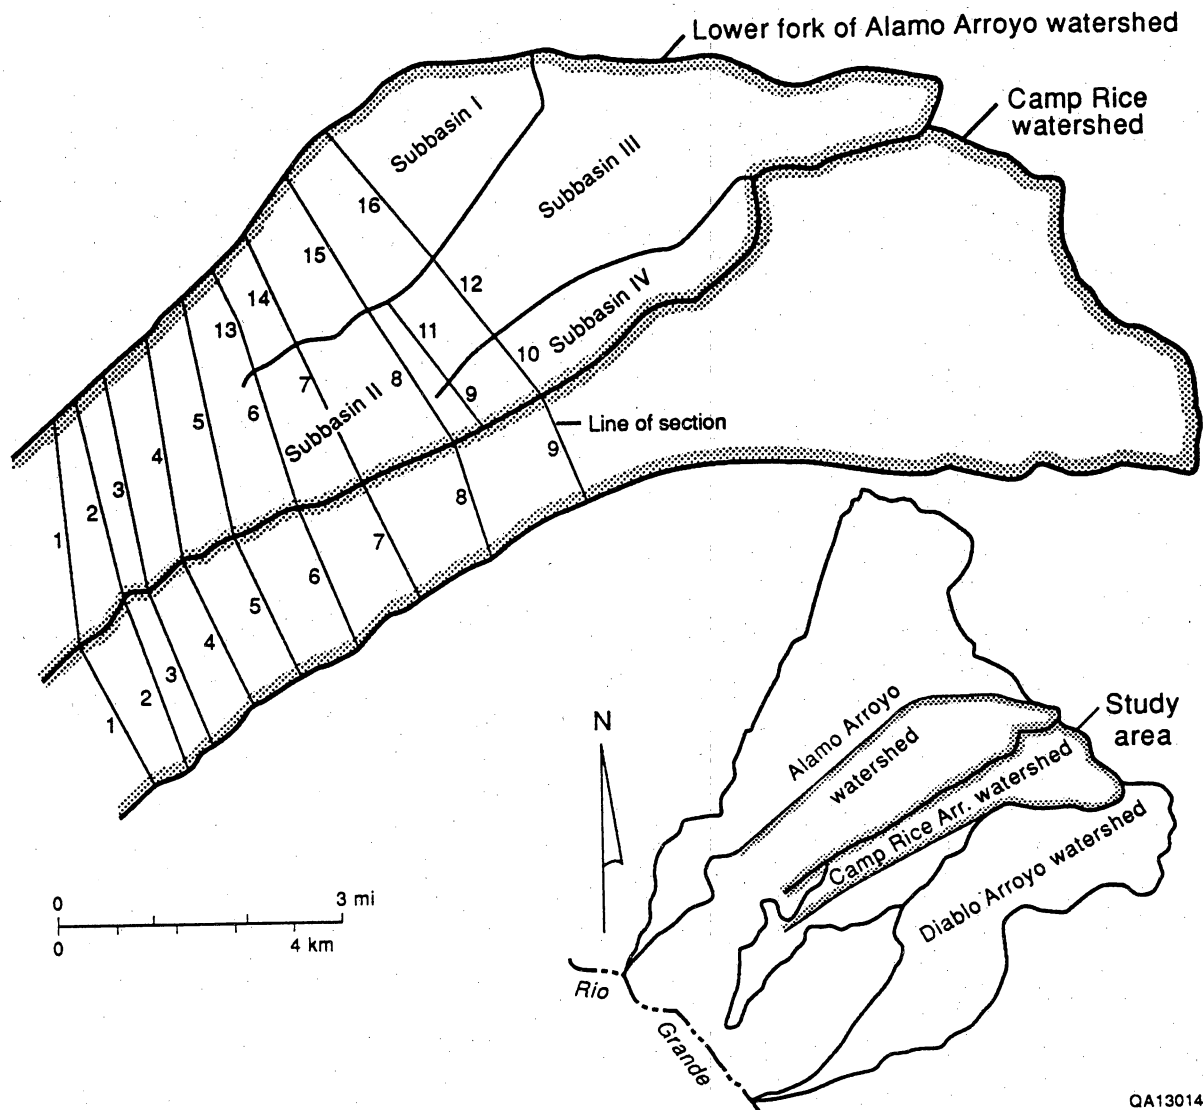 Lower fork of Alamo Arroyo watershed
Camp Rice
watershed
Subbasin I
Subbasin III
16
15
12
14
Subbasin IV
13
11
10
7
8
9
5
6
Subbasin II
Line of section
4
9
3
2
8
1
7
6
5
4
3
2
1
Study
area
N
Alamo Arroyo
watershed
Camp Rice Arr. watershed
Diablo Arroyo watershed
0
3 mi
0
4 km
Rio
Grande
QA13014